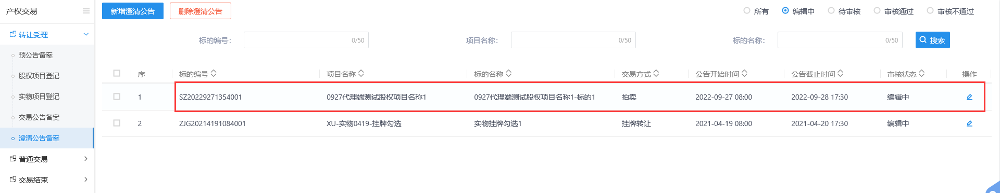 产权交易
转让受理
预公告备案
股权项目登记
实物项目登记
交易公告备案
澄清公告备案
普通交易
交易结束
新增澄清公告 删除澄清公告 所有 编辑中 待审核 审核通过 审核不通过
标的编号: 0/50 项目名称: 0/50 标的名称: 0/50 搜索
序 标的编号 项目名称 标的名称 交易方式 公告开始时间 公告截止时间 审核状态 操作
1 SZ20229271354001 0927代理端测试股权项目名称1 0927代理端测试股权项目名称1-标的1 拍卖 2022-09-27 08:00 2022-09-28 17:30 编辑中
2 ZJG20214191084001 XU-实物0419-挂牌勾选 实物挂牌勾选1 挂牌转让 2021-04-19 08:00 2021-04-20 17:30 编辑中